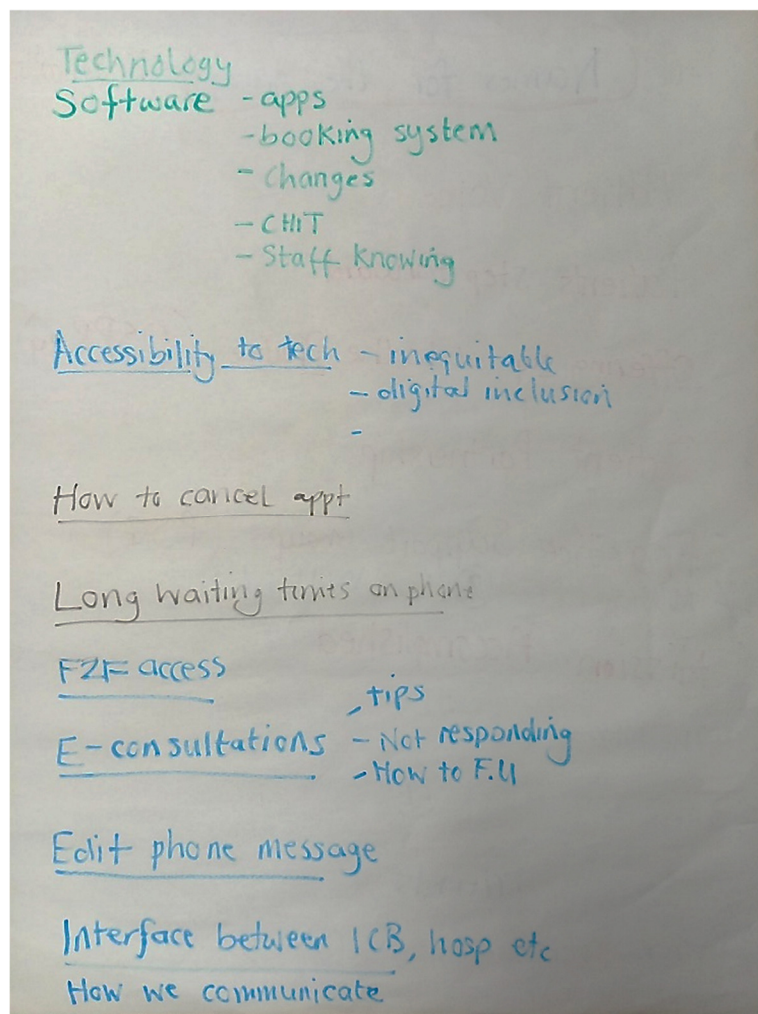 Technology
Software - apps
- booking system
- changes
- CHIT
- Staff Knowing
Accessibility to tech - inequitable
- digital inclusion
-
How to cancel appt
Long waiting times on phone
F2F access
- tips
E-consultations - Not responding
- How to F.U
Edit phone message
Interface between ICB, hosp etc
How we communicate